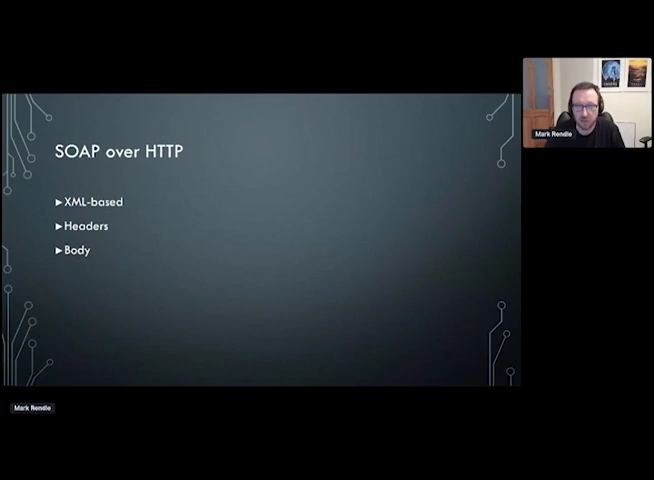 SOAP over HTTP
►XML-based
►Headers
►Body
Mark Rendle
Mark Rendle